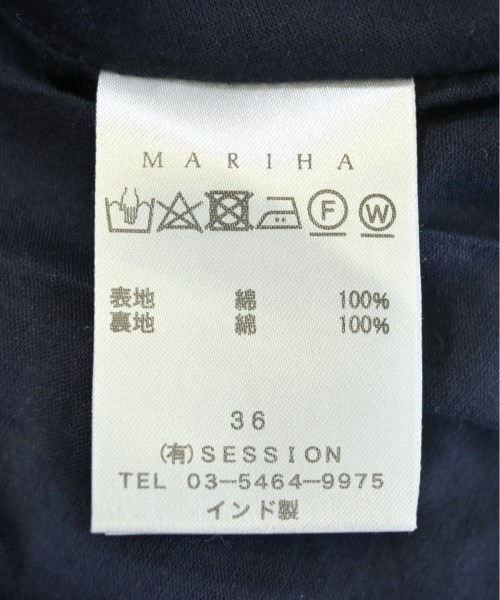 MARIHA
F W
表地 綿 100%
裏地 綿 100%
36
(有)SESSION
TEL 03-5464-9975
インド製